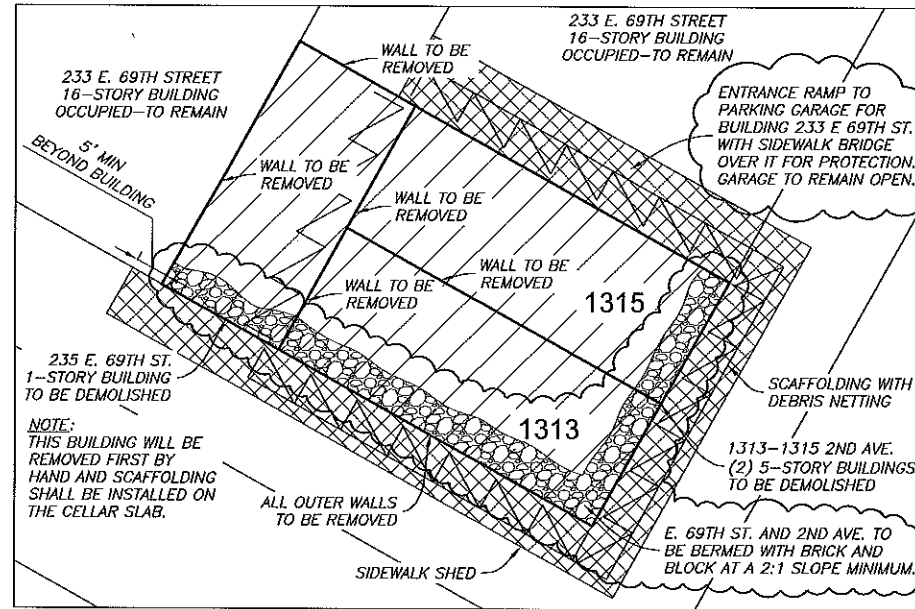 233 E. 69TH STREET
16-STORY BUILDING
OCCUPIED-TO REMAIN
WALL TO BE
REMOVED
233 E. 69TH STREET
16-STORY BUILDING
OCCUPIED-TO REMAIN
ENTRANCE RAMP TO
PARKING GARAGE FOR
BUILDING 233 E 69TH ST.
WITH SIDEWALK BRIDGE
OVER IT FOR PROTECTION.
GARAGE TO REMAIN OPEN.
5' MIN
BEYOND BUILDING
WALL TO BE
REMOVED
WALL TO BE
REMOVED
WALL TO BE
REMOVED
WALL TO BE
REMOVED
1315
235 E. 69TH ST.
1-STORY BUILDING
TO BE DEMOLISHED
NOTE:
THIS BUILDING WILL BE
REMOVED FIRST BY
HAND AND SCAFFOLDING
SHALL BE INSTALLED ON
THE CELLAR SLAB.
1313
SCAFFOLDING WITH
DEBRIS NETTING
1313-1315 2ND AVE.
(2) 5-STORY BUILDINGS
TO BE DEMOLISHED
ALL OUTER WALLS
TO BE REMOVED
SIDEWALK SHED
E. 69TH ST. AND 2ND AVE. TO
BE BERMED WITH BRICK AND
BLOCK AT A 2:1 SLOPE MINIMUM.